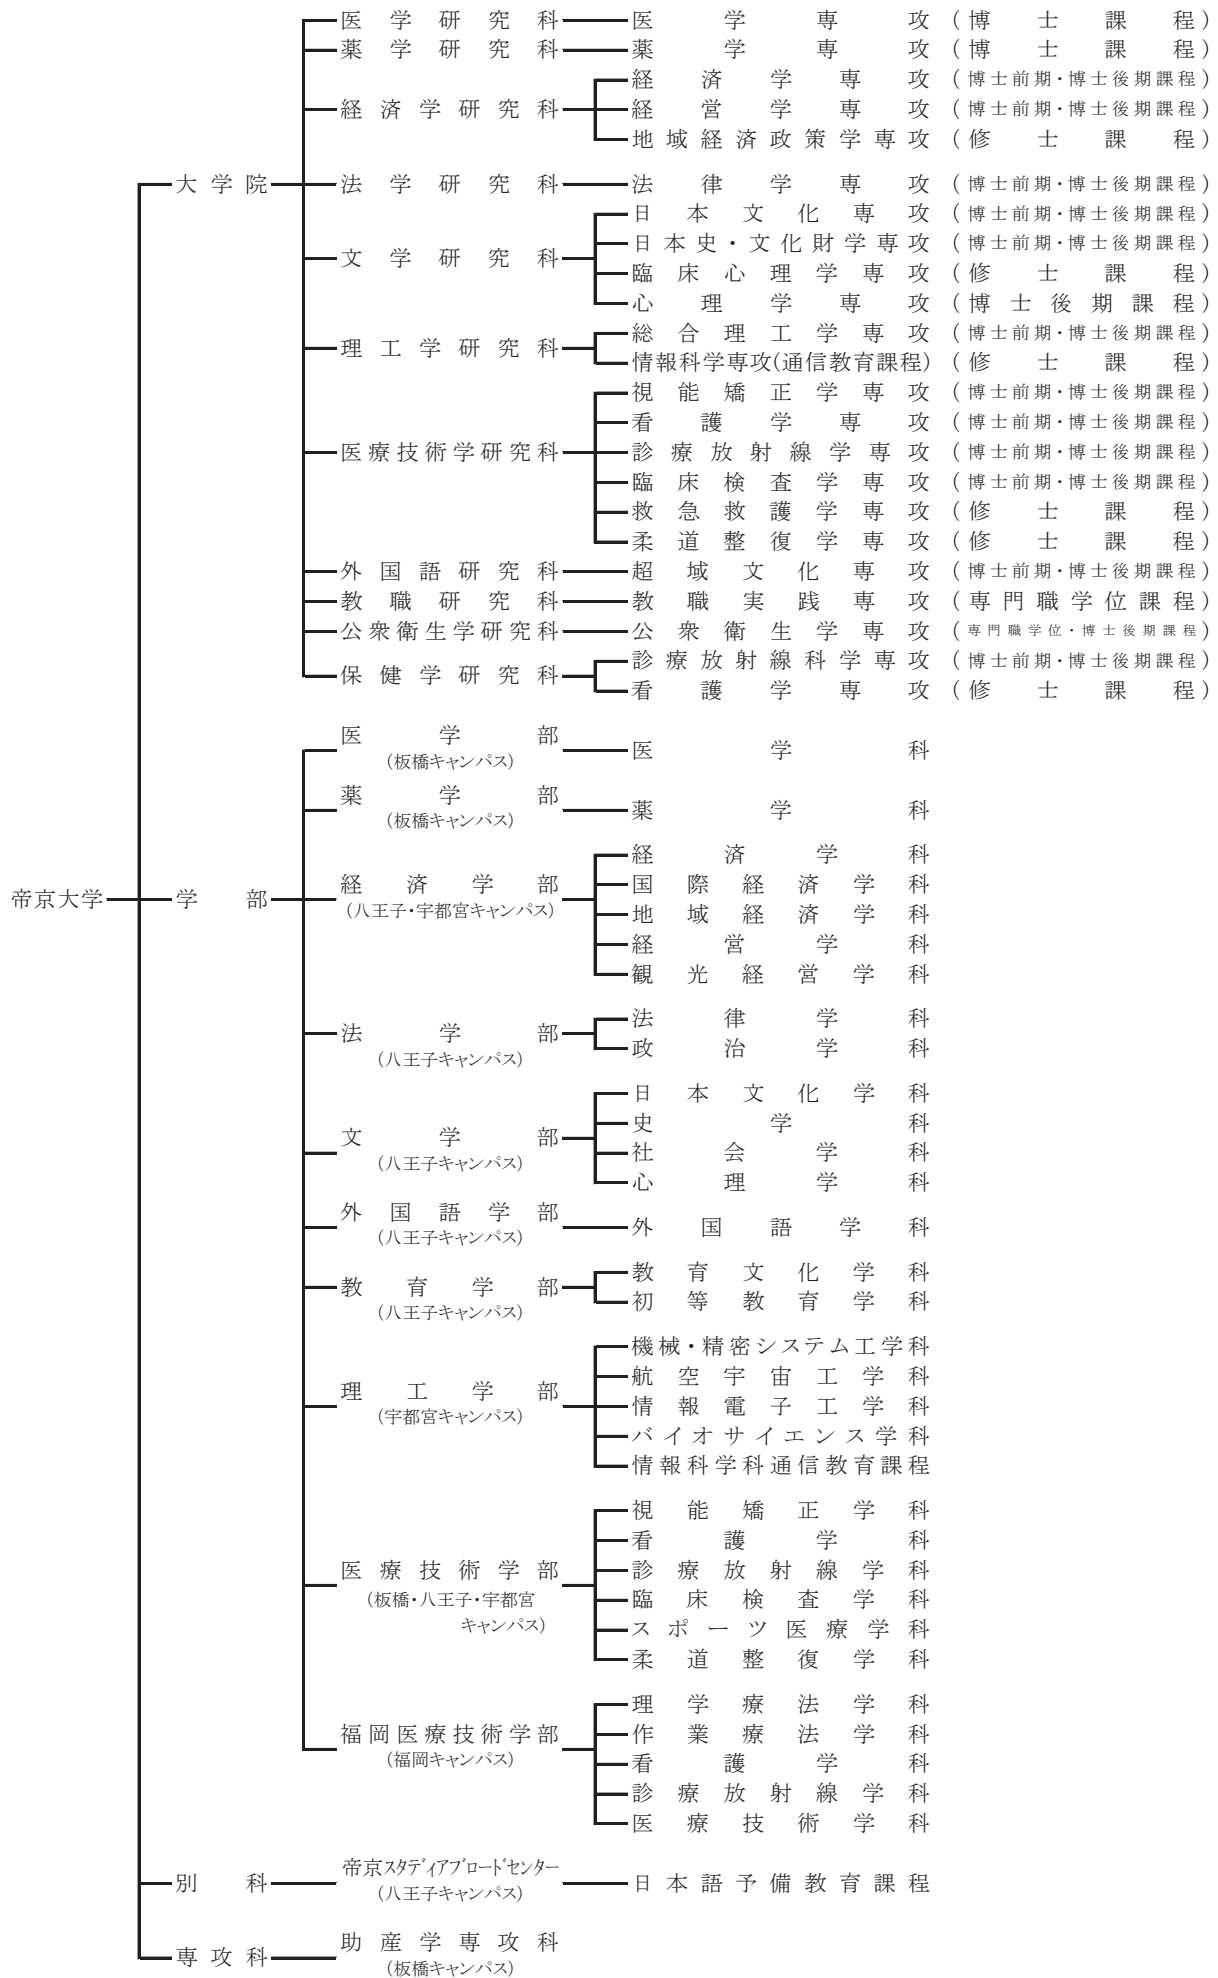 医学研究科 医学専攻 (博士課程)
薬学研究科 薬学専攻 (博士課程)
経済学専攻 (博士前期・博士後期課程)
経済学研究科 経営学専攻 (博士前期・博士後期課程)
地域経済政策学専攻 (修士課程)
大学院 法学研究科 法律学専攻 (博士前期・博士後期課程)
日本文化専攻 (博士前期・博士後期課程)
日本史・文化財学専攻 (博士前期・博士後期課程)
文学研究科
臨床心理学専攻 (修士課程)
心理学専攻 (博士後期課程)
総合理工学専攻 (博士前期・博士後期課程)
理工学研究科
情報科学専攻(通信教育課程) (修士課程)
視能矯正学専攻 (博士前期・博士後期課程)
看護学専攻 (博士前期・博士後期課程)
医療技術学研究科 診療放射線学専攻 (博士前期・博士後期課程)
臨床検査学専攻 (博士前期・博士後期課程)
救急救護学専攻 (修士課程)
柔道整復学専攻 (修士課程)
外国語研究科 超域文化専攻 (博士前期・博士後期課程)
教職研究科 教職実践専攻 (専門職学位課程)
公衆衛生学研究科 公衆衛生学専攻 (専門職学位・博士後期課程)
診療放射線科学専攻 (博士前期・博士後期課程)
保健学研究科
看護学専攻 (修士課程)
医学部
(板橋キャンパス)
医学科
薬学部
(板橋キャンパス)
薬学科
帝京大学
学部
経済学部
(八王子・宇都宮キャンパス)
経済学科
国際経済学科
地域経済学科
経営学科
観光経営学科
法学部
(八王子キャンパス)
法律学科
政治学科
文学部
(八王子キャンパス)
日本文化学科
史学科
社会学科
心理学科
外国語学部
(八王子キャンパス)
外国語学科
教育学部
(八王子キャンパス)
教育文化学科
初等教育学科
理工学部
(宇都宮キャンパス)
機械・精密システム工学科
航空宇宙工学科
情報電子工学科
バイオサイエンス学科
情報科学科通信教育課程
医療技術学部
(板橋・八王子・宇都宮
キャンパス)
視能矯正学科
看護学科
診療放射線学科
臨床検査学科
スポーツ医療学科
柔道整復学科
福岡医療技術学部
(福岡キャンパス)
理学療法学科
作業療法学科
看護学科
診療放射線学科
医療技術学科
別科
帝京スタディアブロードセンター
(八王子キャンパス)
日本語予備教育課程
専攻科
助産学専攻科
(板橋キャンパス)